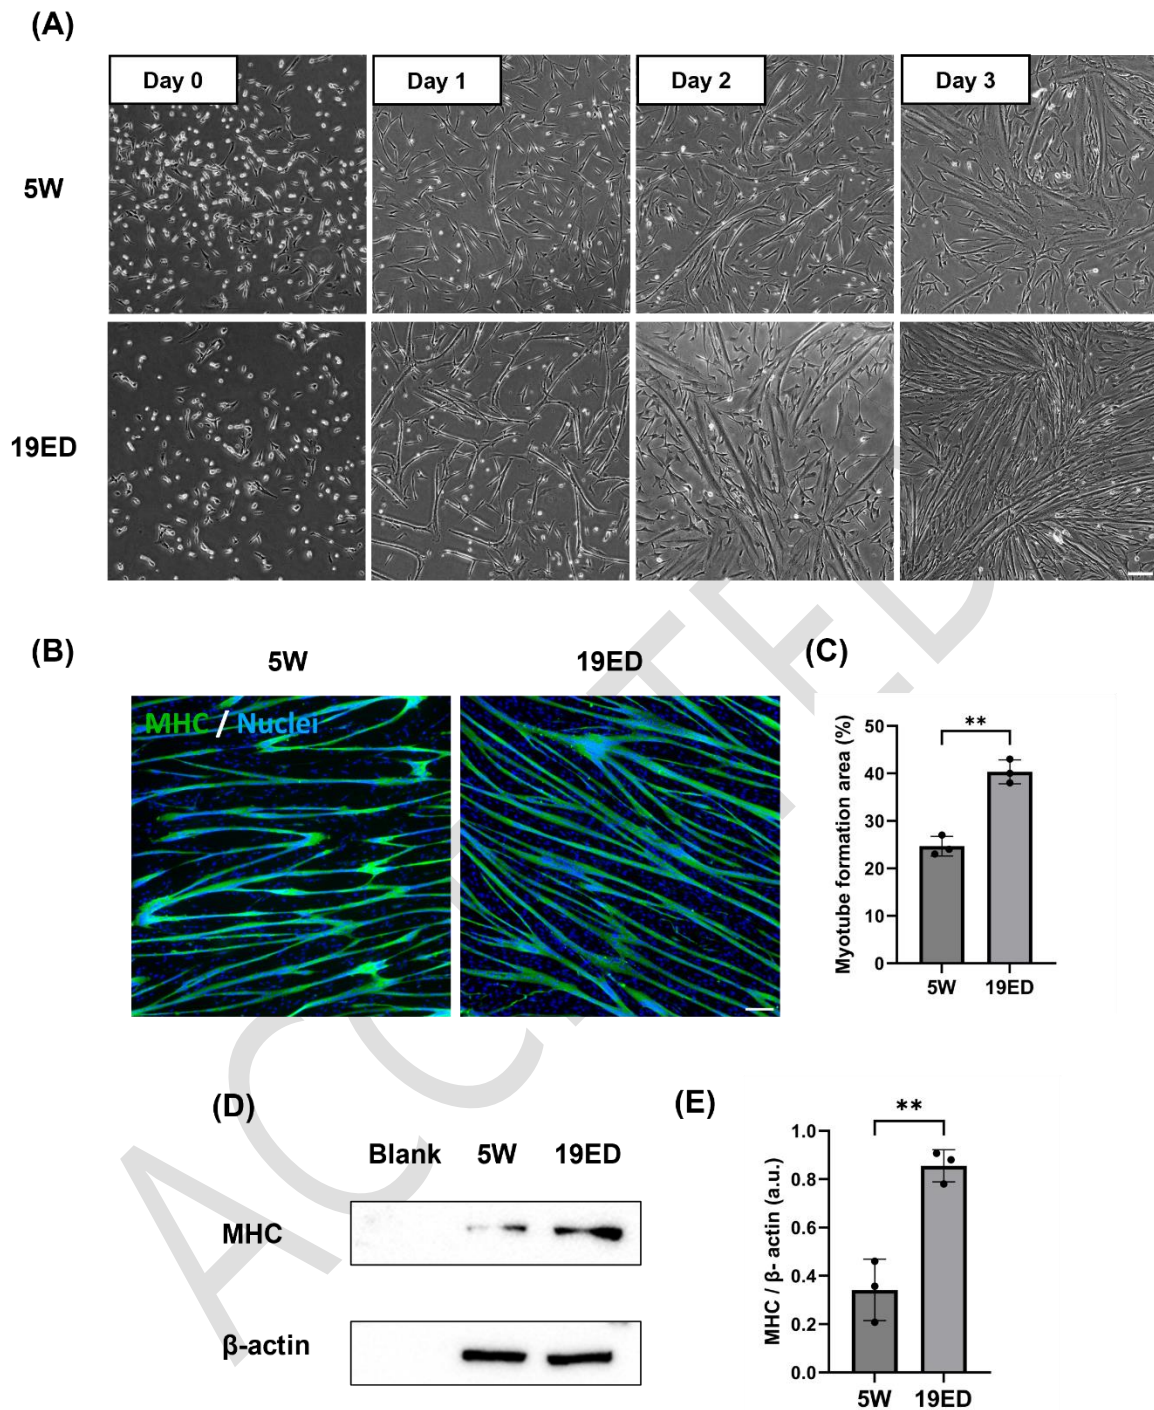 (A)
Day 0
Day 1
Day 2
Day 3
5W
19ED
(B)
5W
19ED
MHC / Nuclei
(C)
Myotube formation area (%)
50
40
30
20
10
0
**
5W
19ED
(D)
Blank
5W
19ED
MHC
β-actin
(E)
MHC / β- actin (a.u.)
1.0
0.8
0.6
0.4
0.2
0.0
**
5W
19ED
ACCEPTED